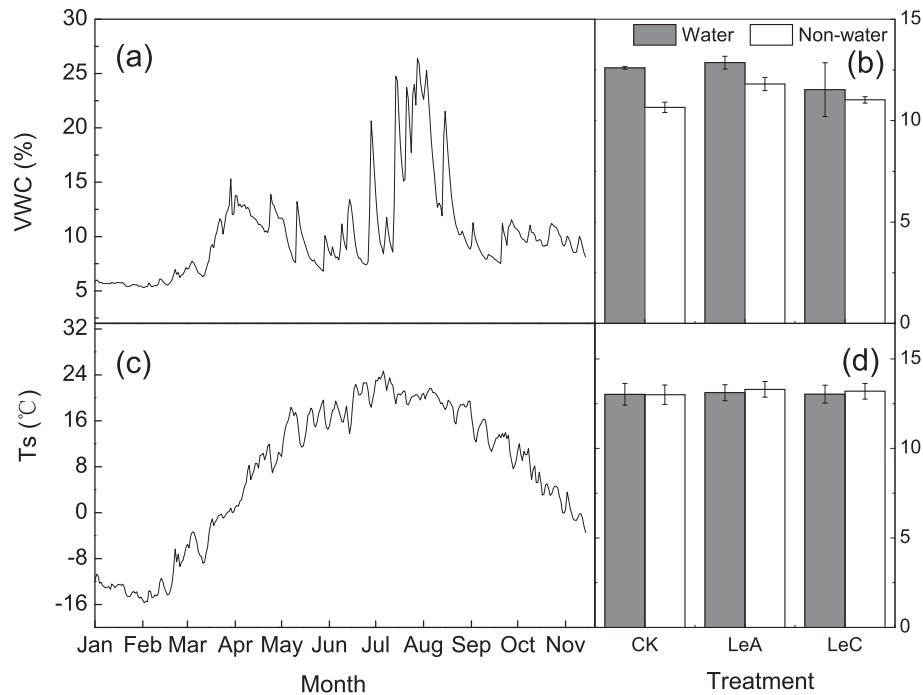 30
25
20
15
10
5
VWC (%)
(a)
Water
Non-water
(b)
15
10
5
0
32
24
16
8
0
-8
-16
Ts (℃)
(c)
(d)
15
10
5
0
Jan Feb Mar Apr May Jun Jul Aug Sep Oct Nov
Month
CK LeA LeC
Treatment